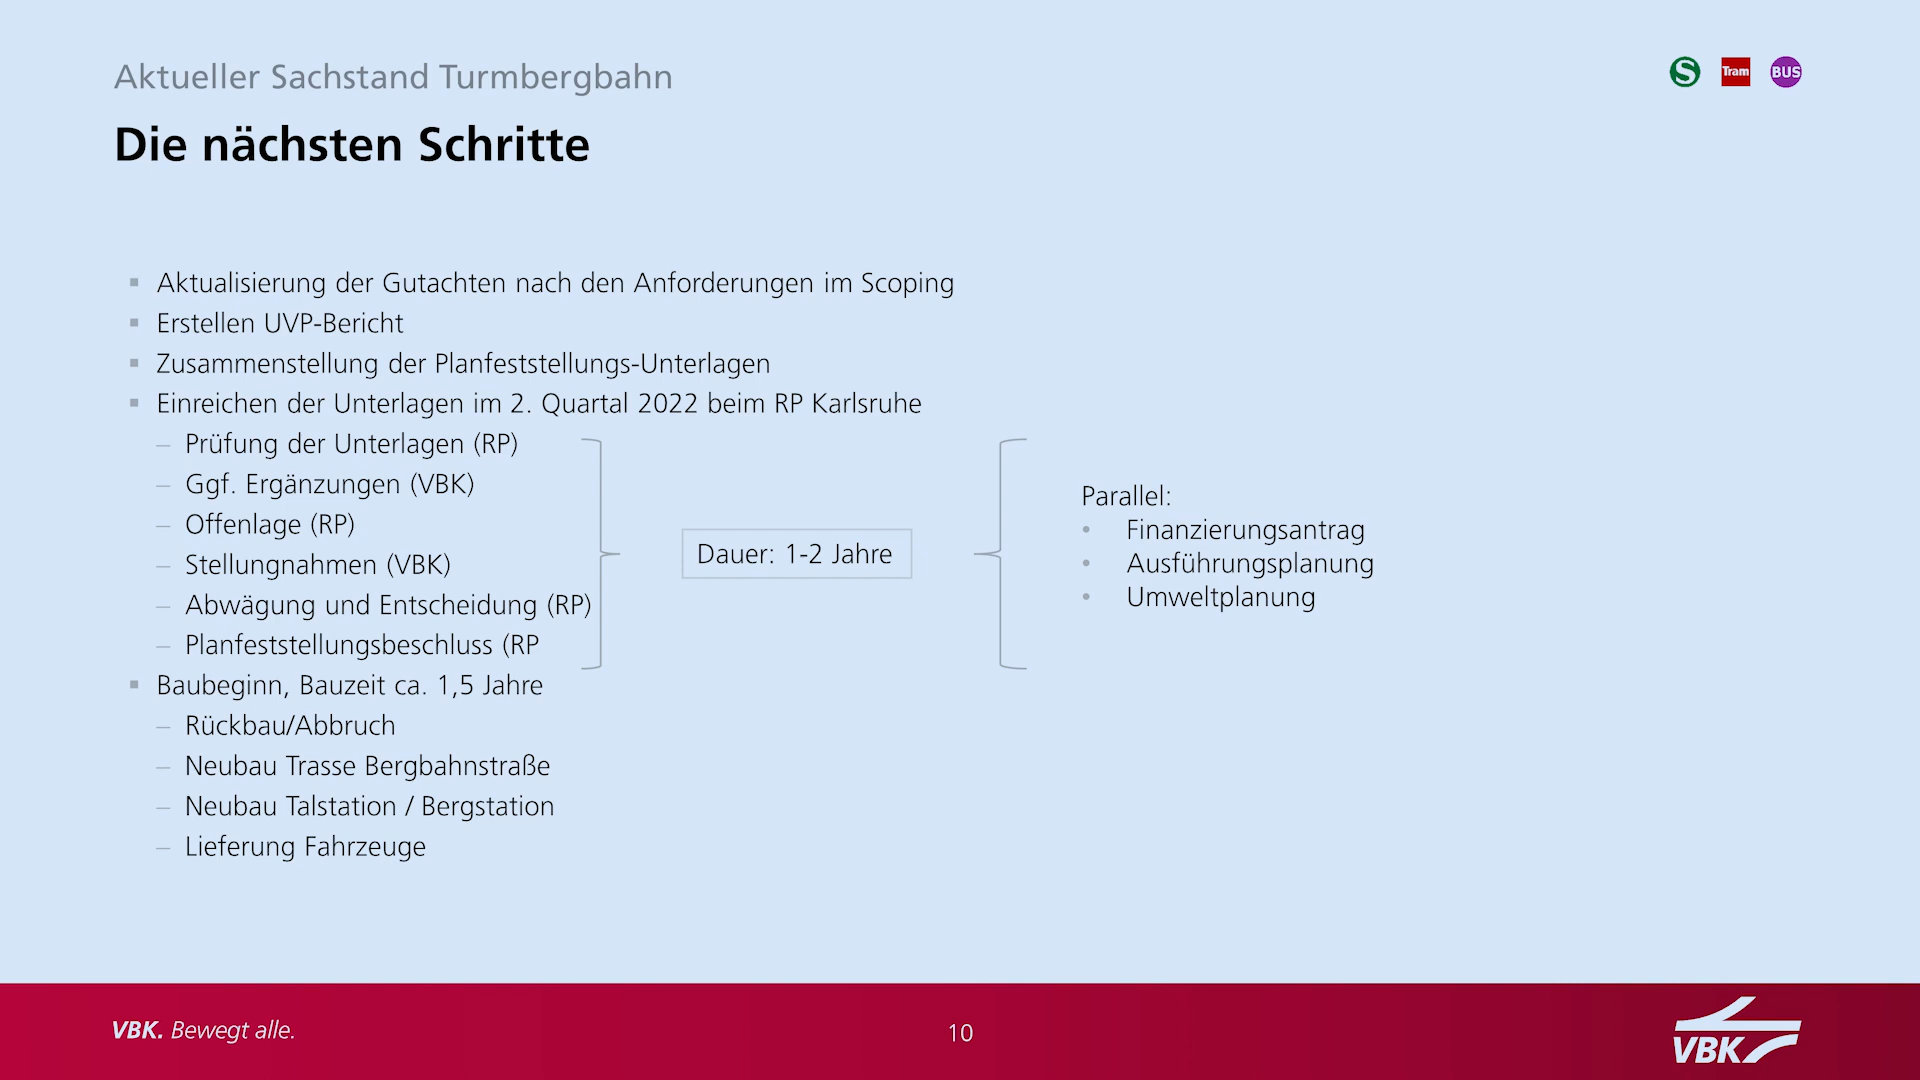 Aktueller Sachstand Turmbergbahn
S Tram BUS
Die nächsten Schritte
▪ Aktualisierung der Gutachten nach den Anforderungen im Scoping
▪ Erstellen UVP-Bericht
▪ Zusammenstellung der Planfeststellungs-Unterlagen
▪ Einreichen der Unterlagen im 2. Quartal 2022 beim RP Karlsruhe
– Prüfung der Unterlagen (RP)
– Ggf. Ergänzungen (VBK)
– Offenlage (RP)
– Stellungnahmen (VBK)
– Abwägung und Entscheidung (RP)
– Planfeststellungsbeschluss (RP
Dauer: 1-2 Jahre
Parallel:
• Finanzierungsantrag
• Ausführungsplanung
• Umweltplanung
▪ Baubeginn, Bauzeit ca. 1,5 Jahre
– Rückbau/Abbruch
– Neubau Trasse Bergbahnstraße
– Neubau Talstation / Bergstation
– Lieferung Fahrzeuge
VBK. Bewegt alle.
10
VBK